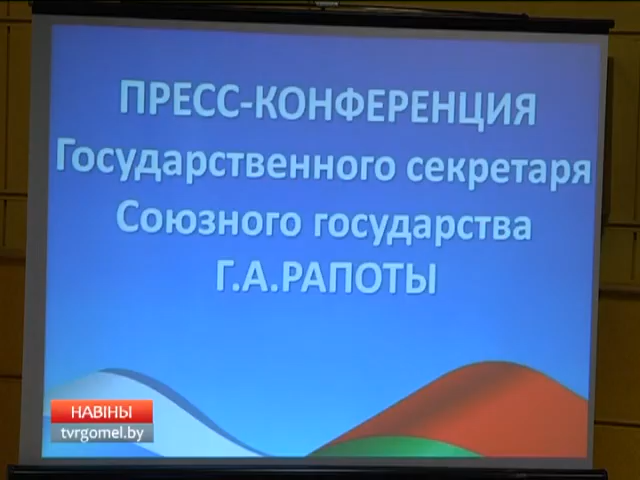 ПРЕСС-КОНФЕРЕНЦИЯ
Государственного секретаря
Союзного государства
Г.А.РАПОТЫ
НАВІНЫ
tvrgomel.by